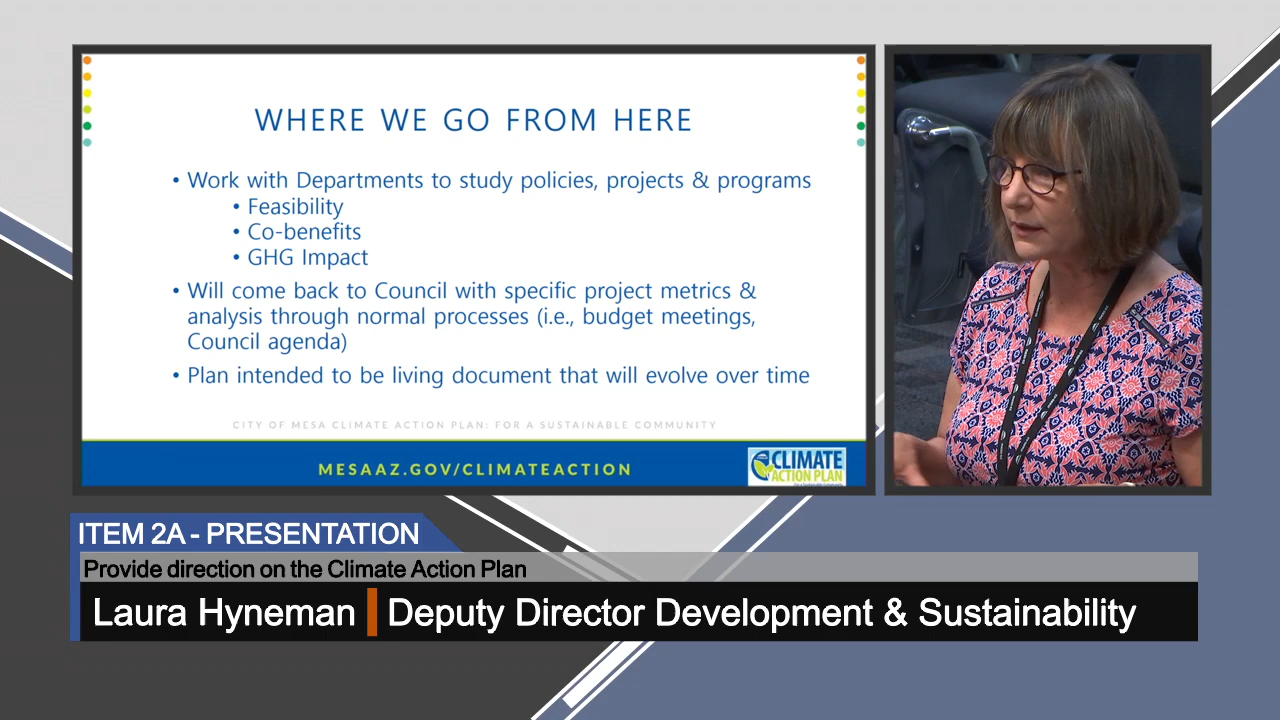 WHERE WE GO FROM HERE
• Work with Departments to study policies, projects & programs
• Feasibility
• Co-benefits
• GHG Impact
• Will come back to Council with specific project metrics &
analysis through normal processes (i.e., budget meetings,
Council agenda)
• Plan intended to be living document that will evolve over time
CITY OF MESA CLIMATE ACTION PLAN: FOR A SUSTAINABLE COMMUNITY
MESAAZ.GOV/CLIMATEACTION
CLIMATE
ACTION PLAN
ITEM 2A - PRESENTATION
Provide direction on the Climate Action Plan
Laura Hyneman | Deputy Director Development & Sustainability